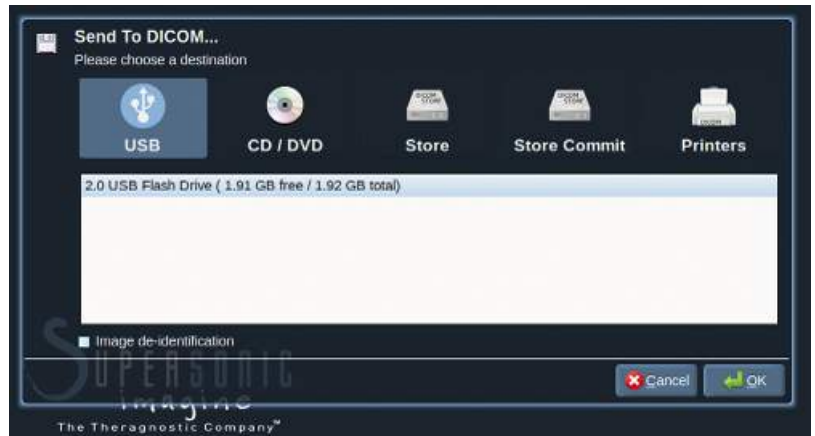 Send To DICOM...
Please choose a destination
USB
CD / DVD
Store
Store Commit
Printers
2.0 USB Flash Drive ( 1.91 GB free / 1.92 GB total)
Image de-identification
SUPERSONIC
imagine
Cancel
OK
The Theragnostic Company™